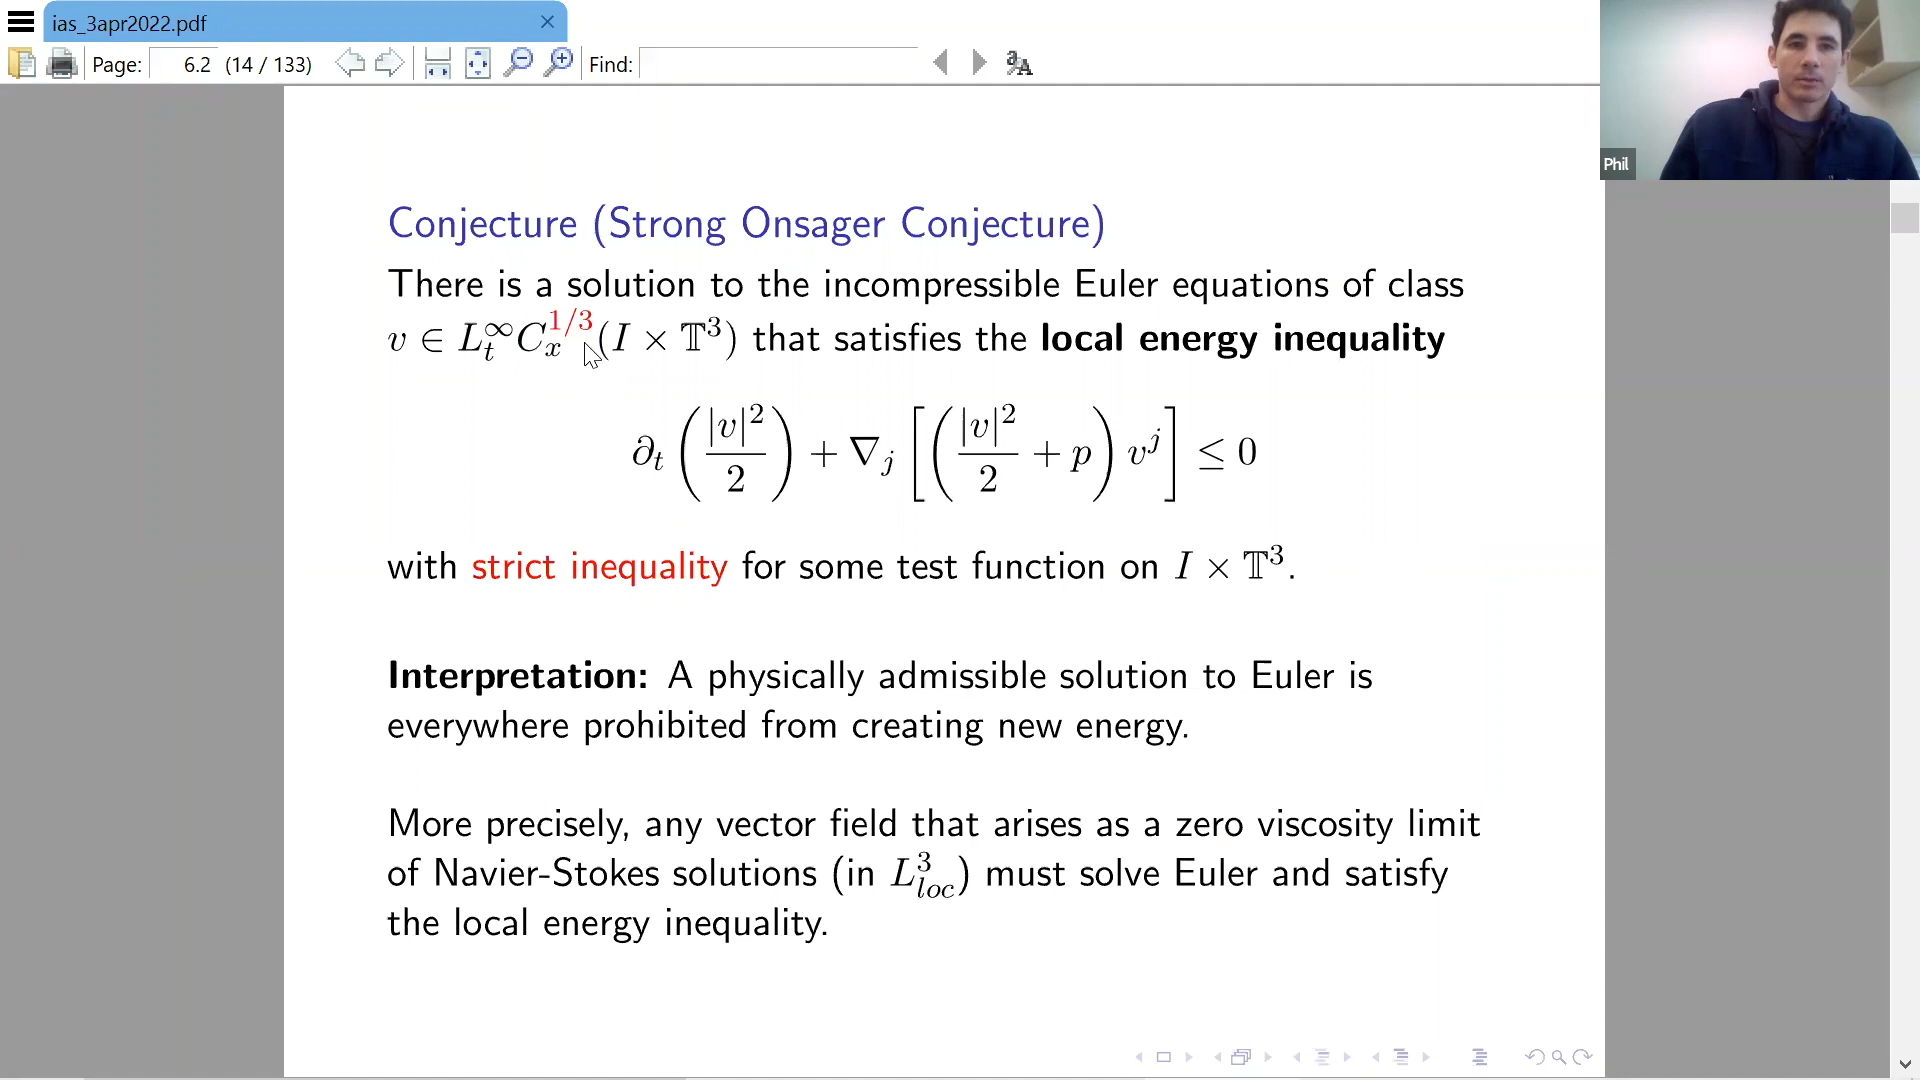 ias_3apr2022.pdf
Page: 6.2 (14 / 133) Find:
Phil
Conjecture (Strong Onsager Conjecture)
There is a solution to the incompressible Euler equations of class
v ∈ L_t^∞ C_x^{1/3}(I × 𝕋³) that satisfies the local energy inequality
∂_t (|v|²/2) + ∇_j [(|v|²/2 + p) v^j] ≤ 0
with strict inequality for some test function on I × 𝕋³.
Interpretation: A physically admissible solution to Euler is
everywhere prohibited from creating new energy.
More precisely, any vector field that arises as a zero viscosity limit
of Navier-Stokes solutions (in L³_{loc}) must solve Euler and satisfy
the local energy inequality.